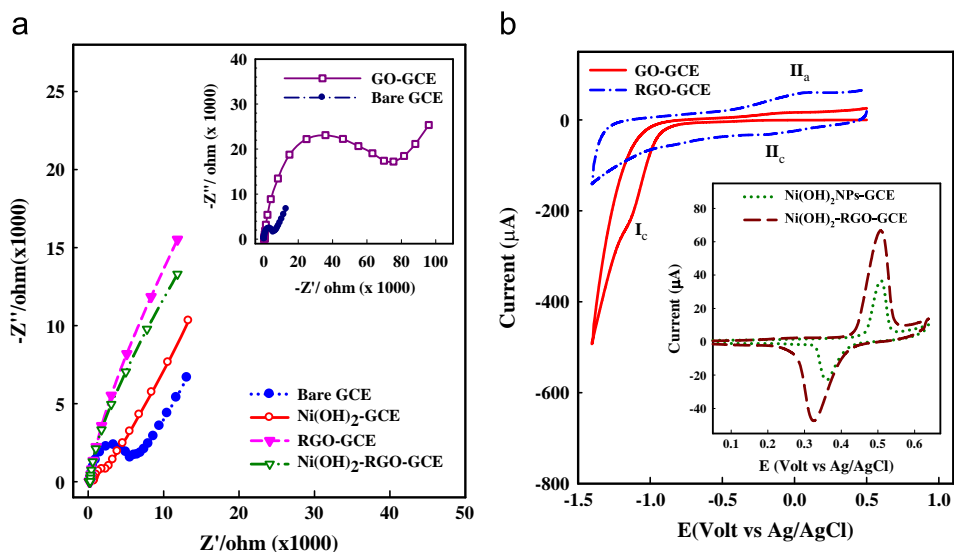 a
-Z''/ohm(x1000)
25
20
15
10
5
0
0 10 20 30 40 50
Z'/ohm (x1000)
Bare GCE
Ni(OH)2-GCE
RGO-GCE
Ni(OH)2-RGO-GCE
-Z''/ ohm (x 1000)
40
30
20
10
0
GO-GCE
Bare GCE
0 20 40 60 80 100
-Z'/ ohm (x 1000)
b
Current (µA)
0
-200
-400
-600
-800
-1.5 -1.0 -0.5 0.0 0.5 1.0
E(Volt vs Ag/AgCl)
GO-GCE
RGO-GCE
IIa
IIc
Ic
Current (µA)
80
60
40
20
0
-20
-40
Ni(OH)2NPs-GCE
Ni(OH)2-RGO-GCE
0.1 0.2 0.3 0.4 0.5 0.6
E (Volt vs Ag/AgCl)